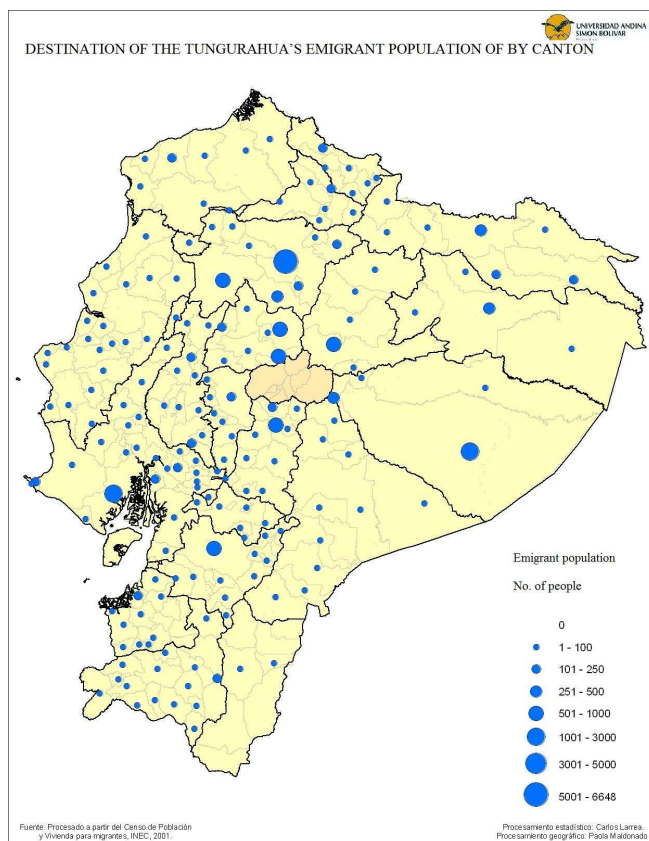 UNIVERSIDAD ANDINA
SIMON BOLIVAR
DESTINATION OF THE TUNGURAHUA'S EMIGRANT POPULATION OF BY CANTON
Emigrant population
No. of people
0
1 - 100
101 - 250
251 - 500
501 - 1000
1001 - 3000
3001 - 5000
5001 - 6648
Fuente: Procesado a partir del Censo de Población
y Vivienda para migrantes, INEC, 2001.
Procesamiento estadístico: Carlos Larrea.
Procesamiento geográfico: Paola Maldonado